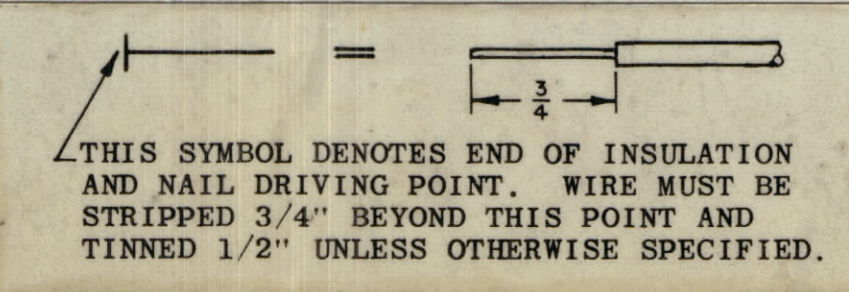 =
3
4
THIS SYMBOL DENOTES END OF INSULATION
AND NAIL DRIVING POINT. WIRE MUST BE
STRIPPED 3/4" BEYOND THIS POINT AND
TINNED 1/2" UNLESS OTHERWISE SPECIFIED.